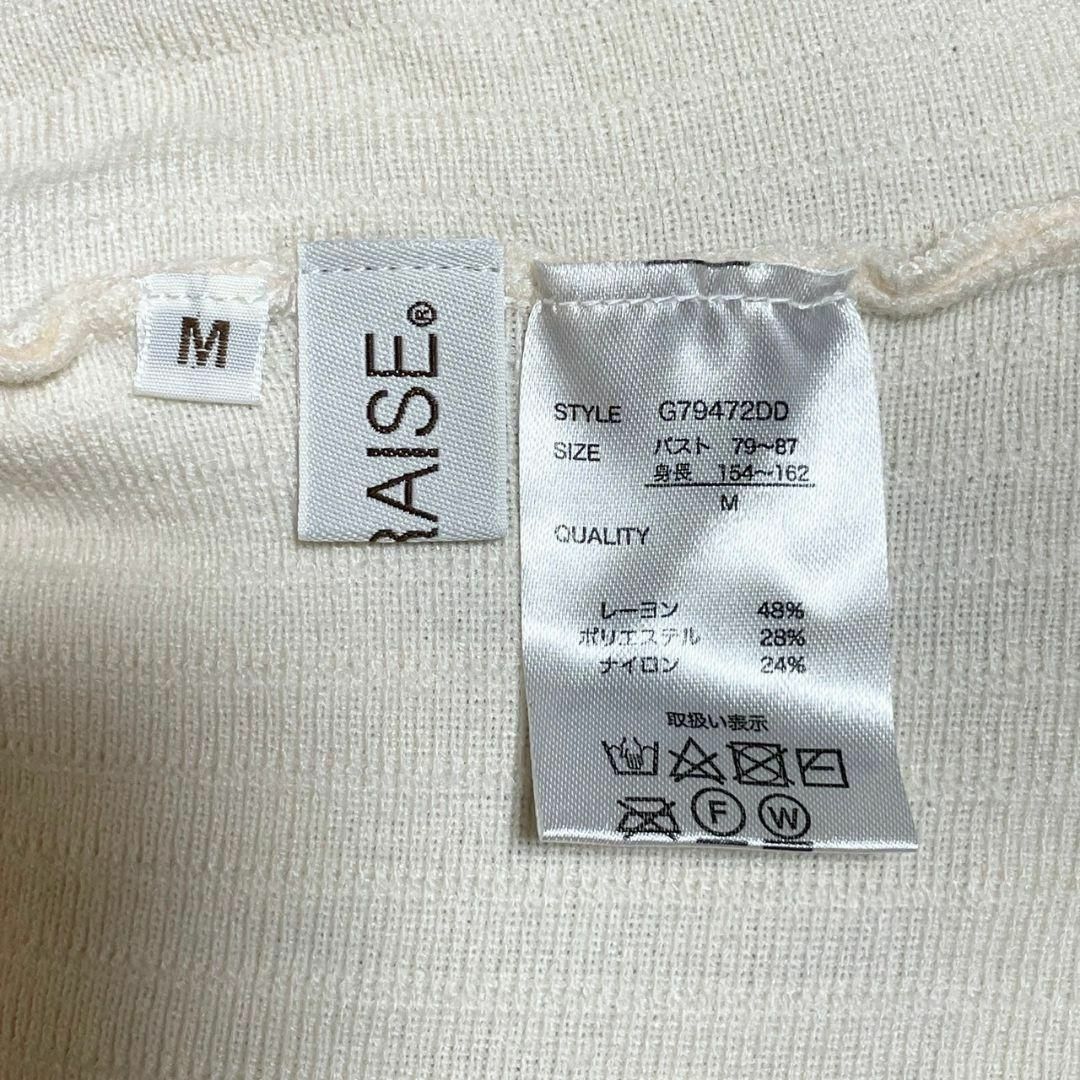 M
RAISE®
STYLE G79472DD
SIZE バスト 79〜87
身長 154〜162
M
QUALITY
レーヨン 48%
ポリエステル 28%
ナイロン 24%
取扱い表示
F W